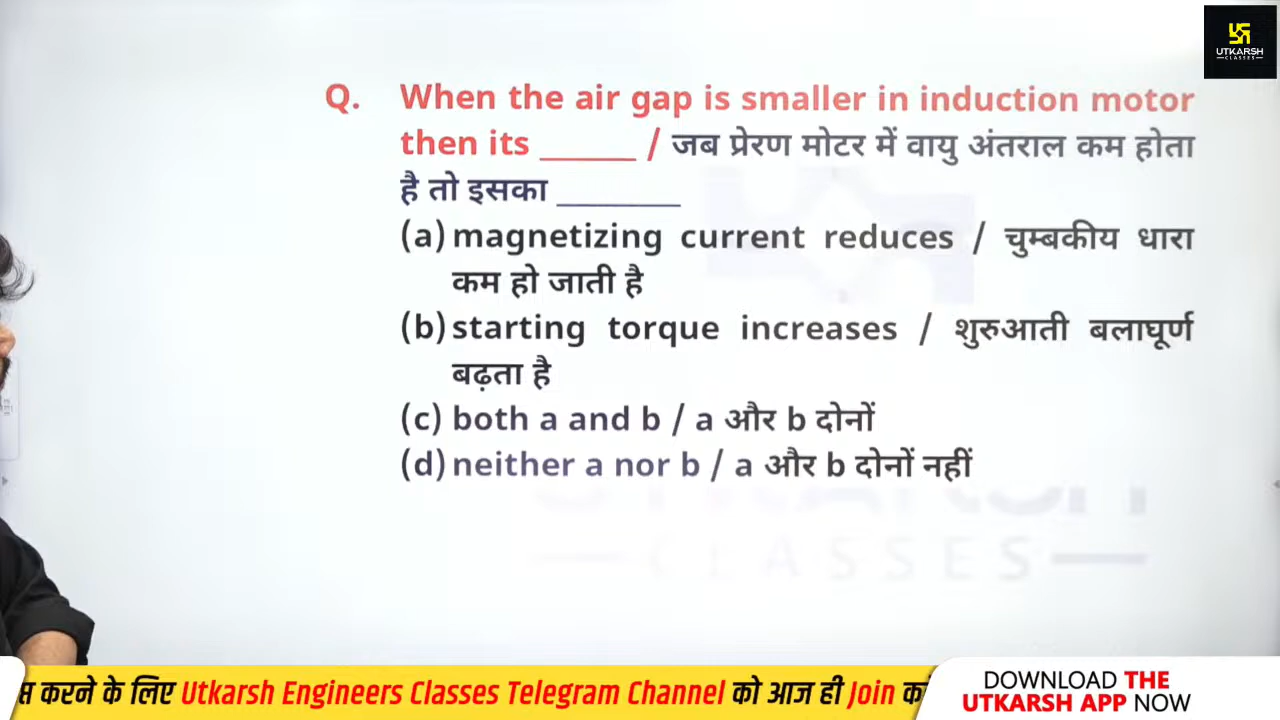 UTKARSH
CLASSES
Q. When the air gap is smaller in induction motor
then its ______ / जब प्रेरण मोटर में वायु अंतराल कम होता
है तो इसका ________
(a) magnetizing current reduces / चुम्बकीय धारा
कम हो जाती है
(b) starting torque increases / शुरुआती बलाघूर्ण
बढ़ता है
(c) both a and b / a और b दोनों
(d) neither a nor b / a और b दोनों नहीं
CLASSES
करने के लिए Utkarsh Engineers Classes Telegram Channel को आज ही Join
DOWNLOAD THE
UTKARSH APP NOW